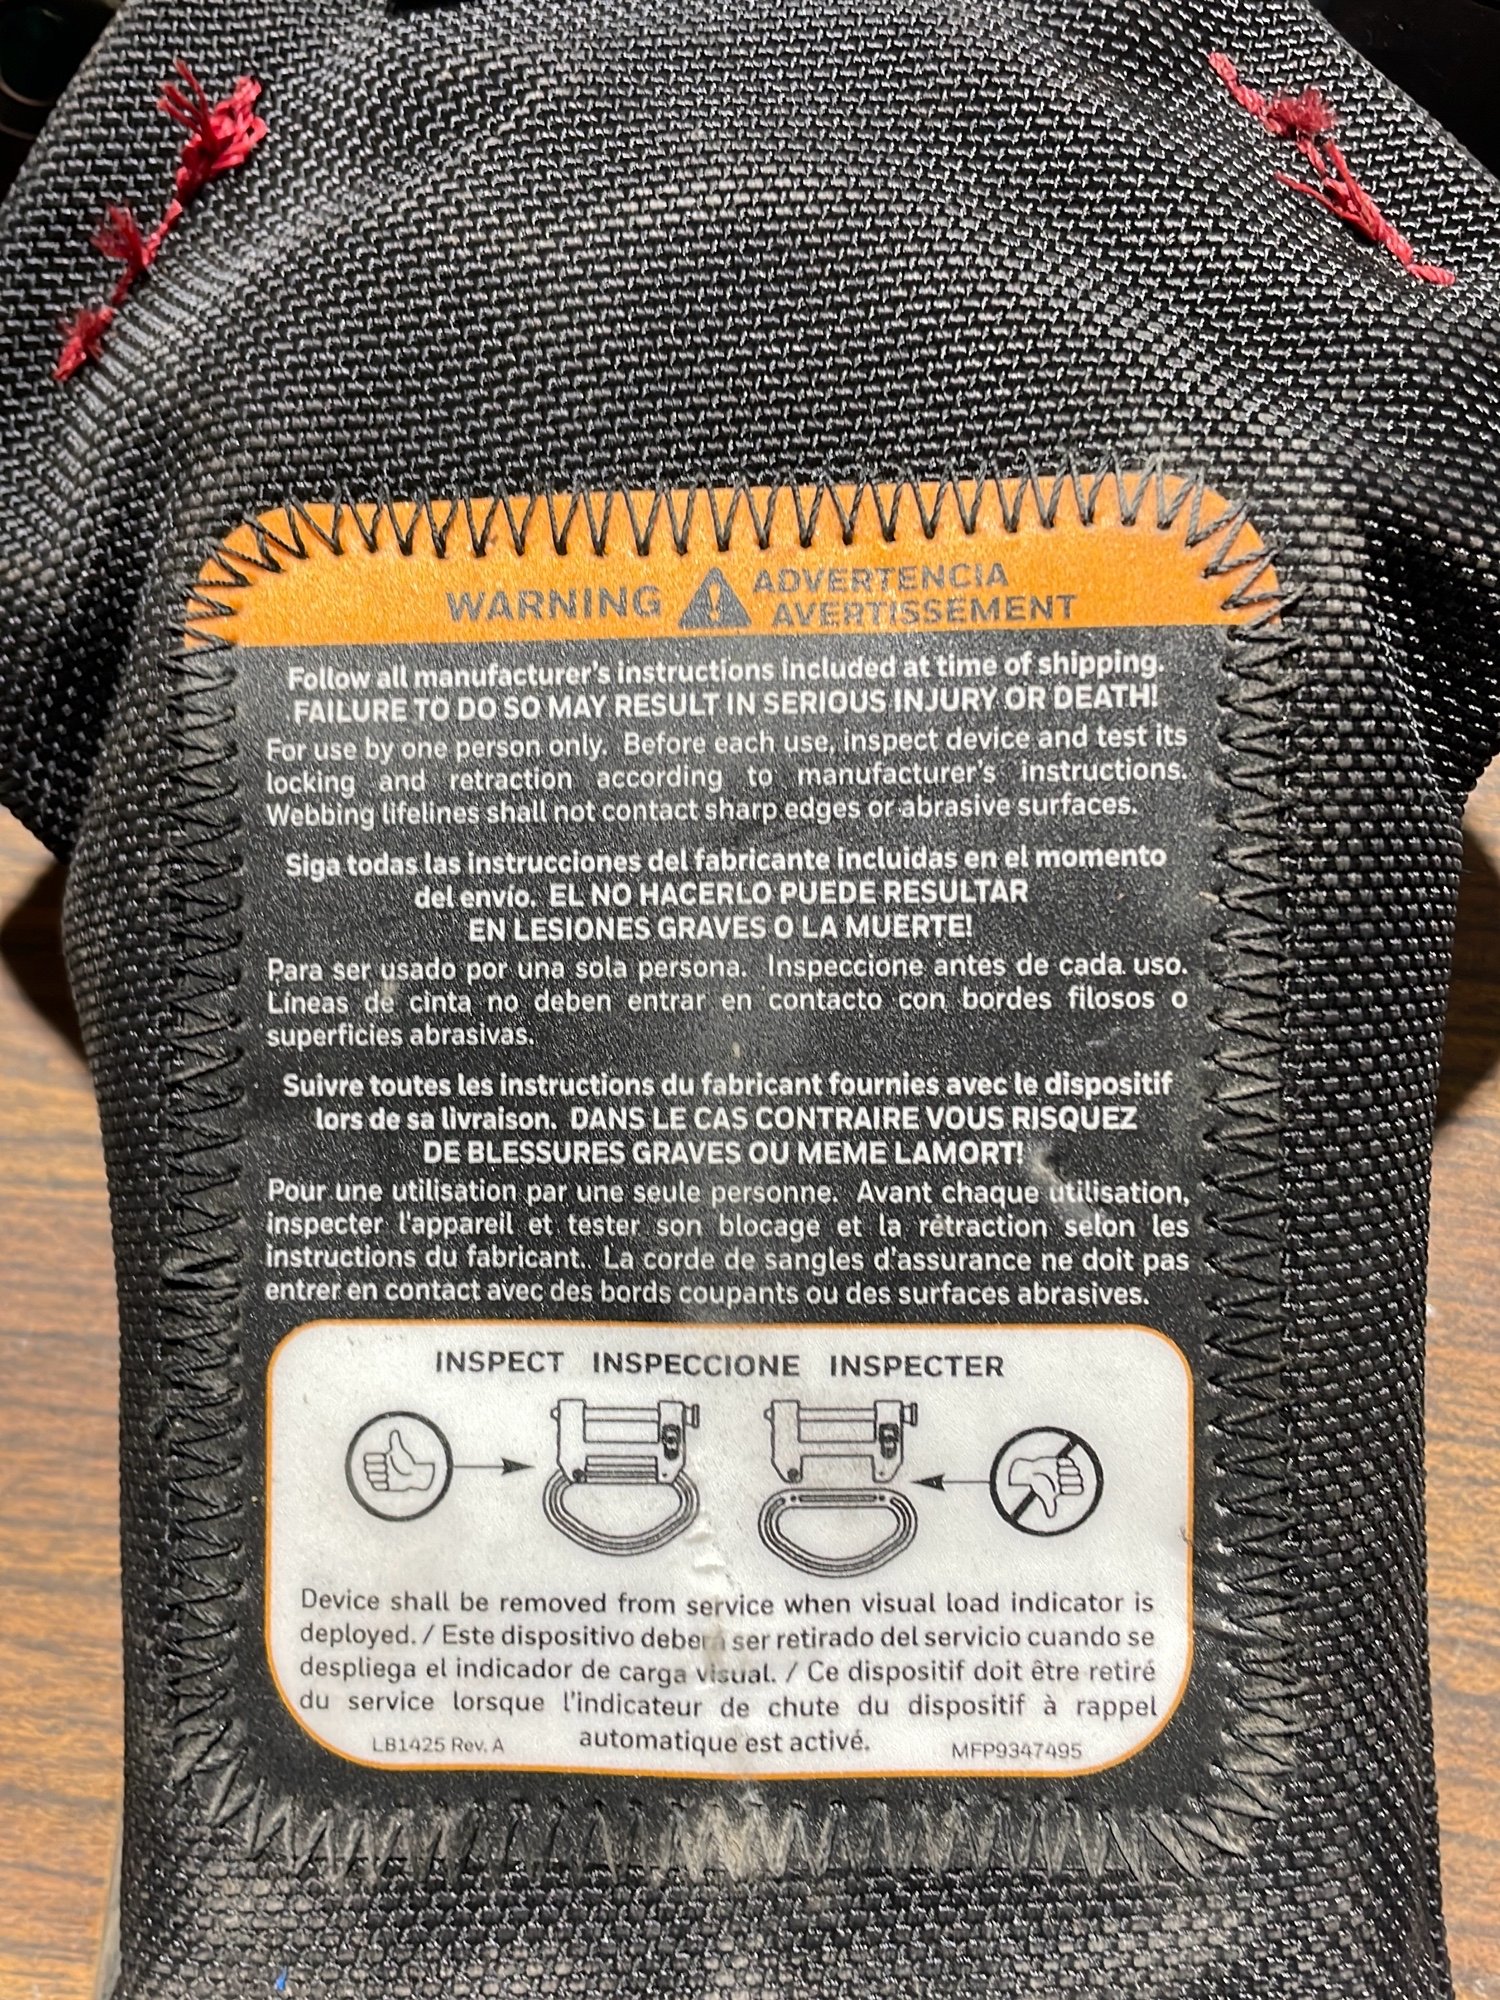 WARNING
ADVERTENCIA
AVERTISSEMENT
Follow all manufacturer's instructions included at time of shipping.
FAILURE TO DO SO MAY RESULT IN SERIOUS INJURY OR DEATH!
For use by one person only. Before each use, inspect device and test its
locking and retraction according to manufacturer's instructions.
Webbing lifelines shall not contact sharp edges or abrasive surfaces.
Siga todas las instrucciones del fabricante incluidas en el momento
del envío. EL NO HACERLO PUEDE RESULTAR
EN LESIONES GRAVES O LA MUERTE!
Para ser usado por una sola persona. Inspeccione antes de cada uso.
Líneas de cinta no deben entrar en contacto con bordes filosos o
superficies abrasivas.
Suivre toutes les instructions du fabricant fournies avec le dispositif
lors de sa livraison. DANS LE CAS CONTRAIRE VOUS RISQUEZ
DE BLESSURES GRAVES OU MEME LAMORT!
Pour une utilisation par une seule personne. Avant chaque utilisation,
inspecter l'appareil et tester son blocage et la rétraction selon les
instructions du fabricant. La corde de sangles d'assurance ne doit pas
entrer en contact avec des bords coupants ou des surfaces abrasives.
INSPECT INSPECCIONE INSPECTER
Device shall be removed from service when visual load indicator is
deployed. / Este dispositivo deberá ser retirado del servicio cuando se
despliega el indicador de carga visual. / Ce dispositif doit être retiré
du service lorsque l'indicateur de chute du dispositif à rappel
automatique est activé.
LB1425 Rev. A
MFP9347495